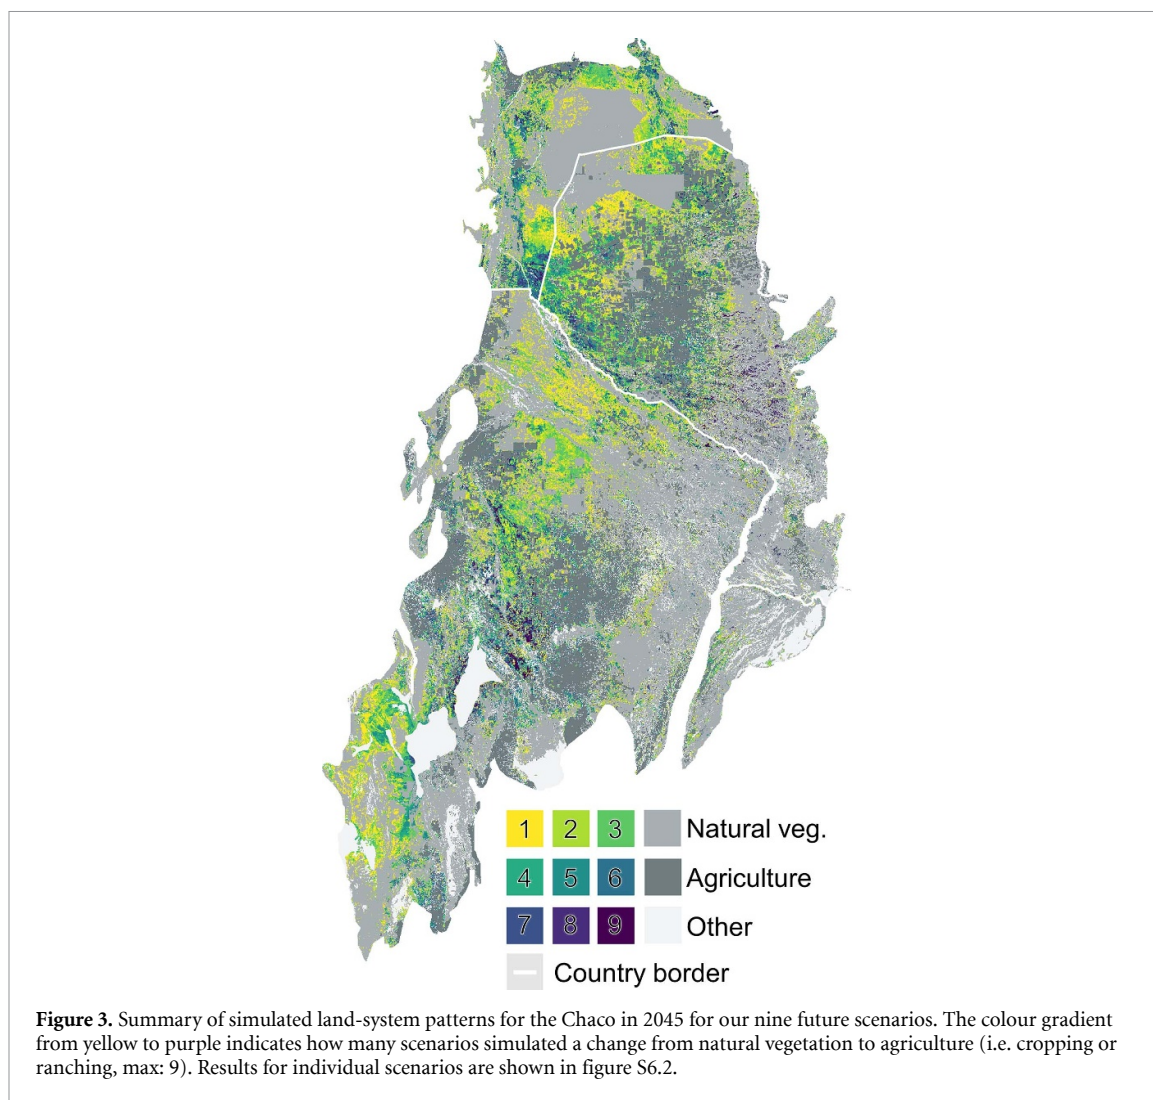 1 2 3 Natural veg.
4 5 6 Agriculture
7 8 9 Other
Country border
Figure 3. Summary of simulated land-system patterns for the Chaco in 2045 for our nine future scenarios. The colour gradient
from yellow to purple indicates how many scenarios simulated a change from natural vegetation to agriculture (i.e. cropping or
ranching, max: 9). Results for individual scenarios are shown in figure S6.2.